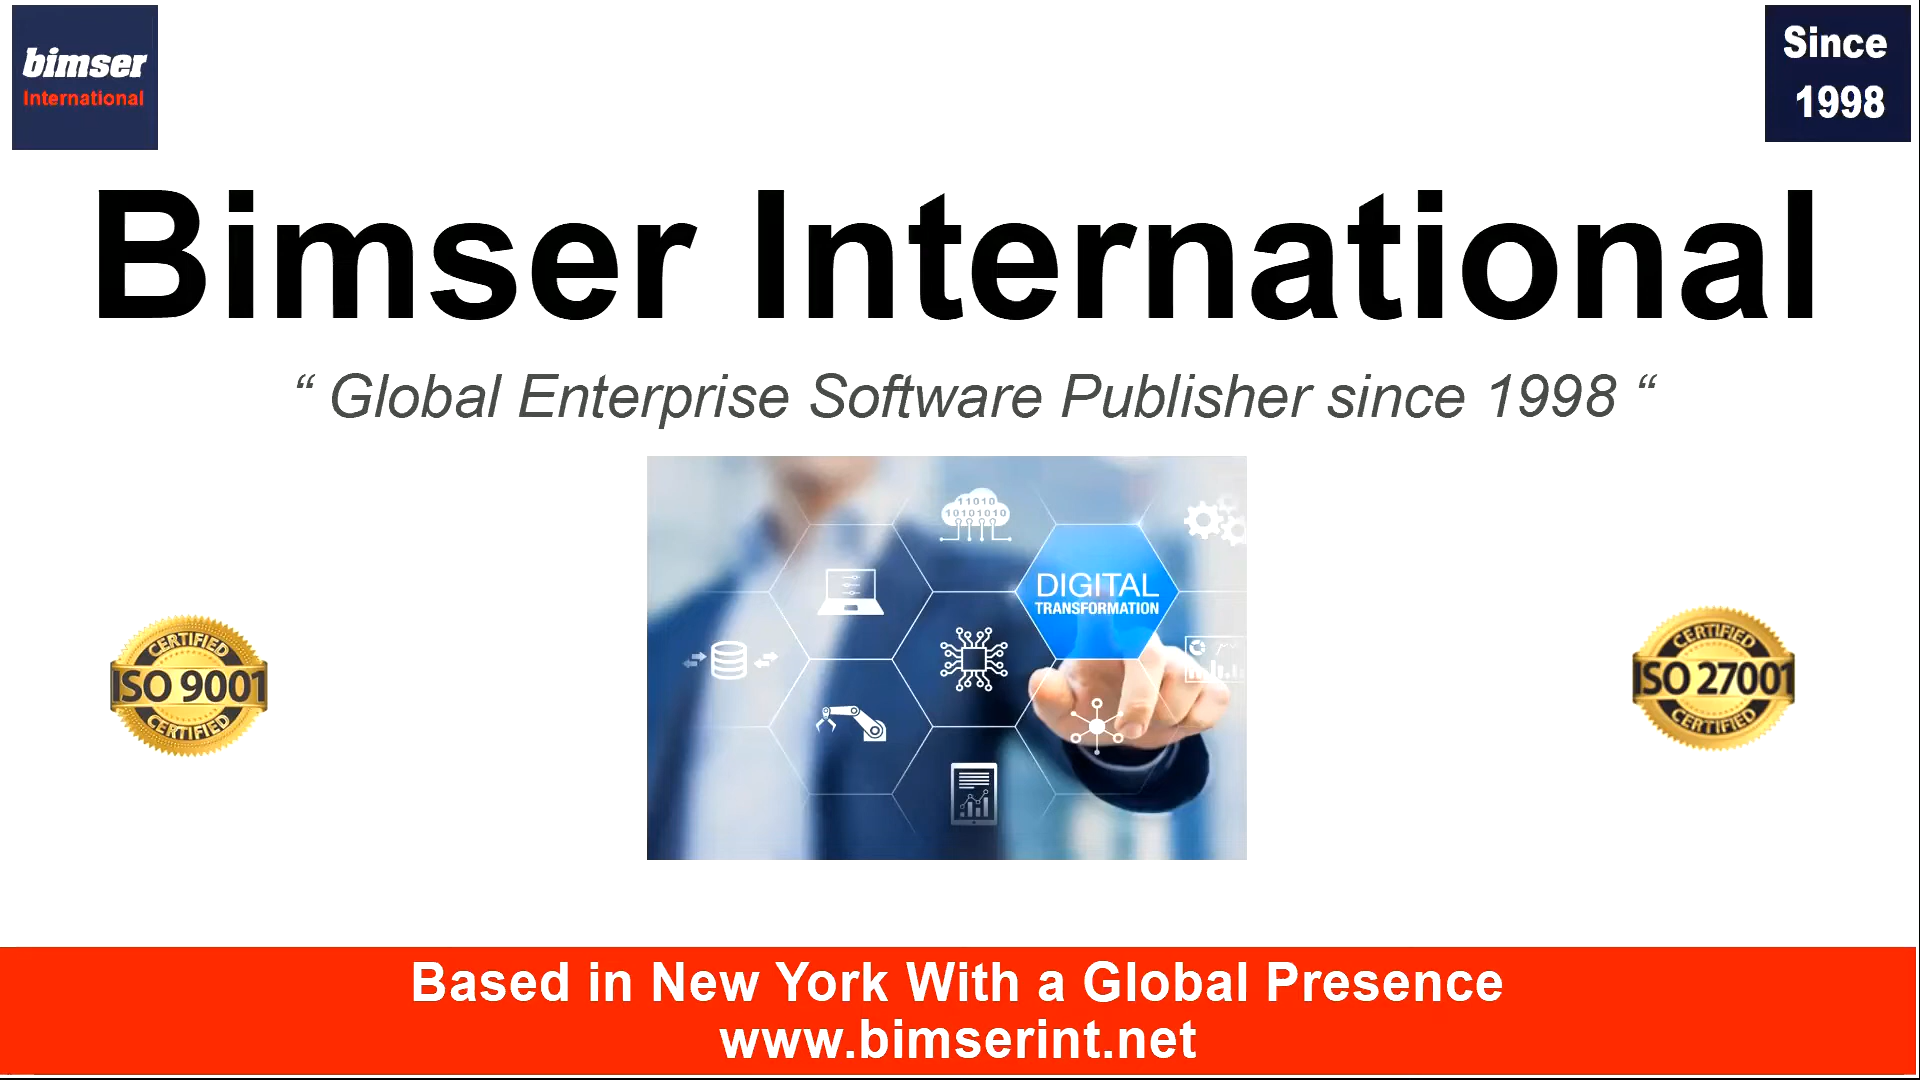 bimser
International
Since
1998
Bimser International
“ Global Enterprise Software Publisher since 1998 “
11010
10101010
DIGITAL
TRANSFORMATION
CERTIFIED
ISO 9001
CERTIFIED
CERTIFIED
ISO 27001
CERTIFIED
Based in New York With a Global Presence
www.bimserint.net